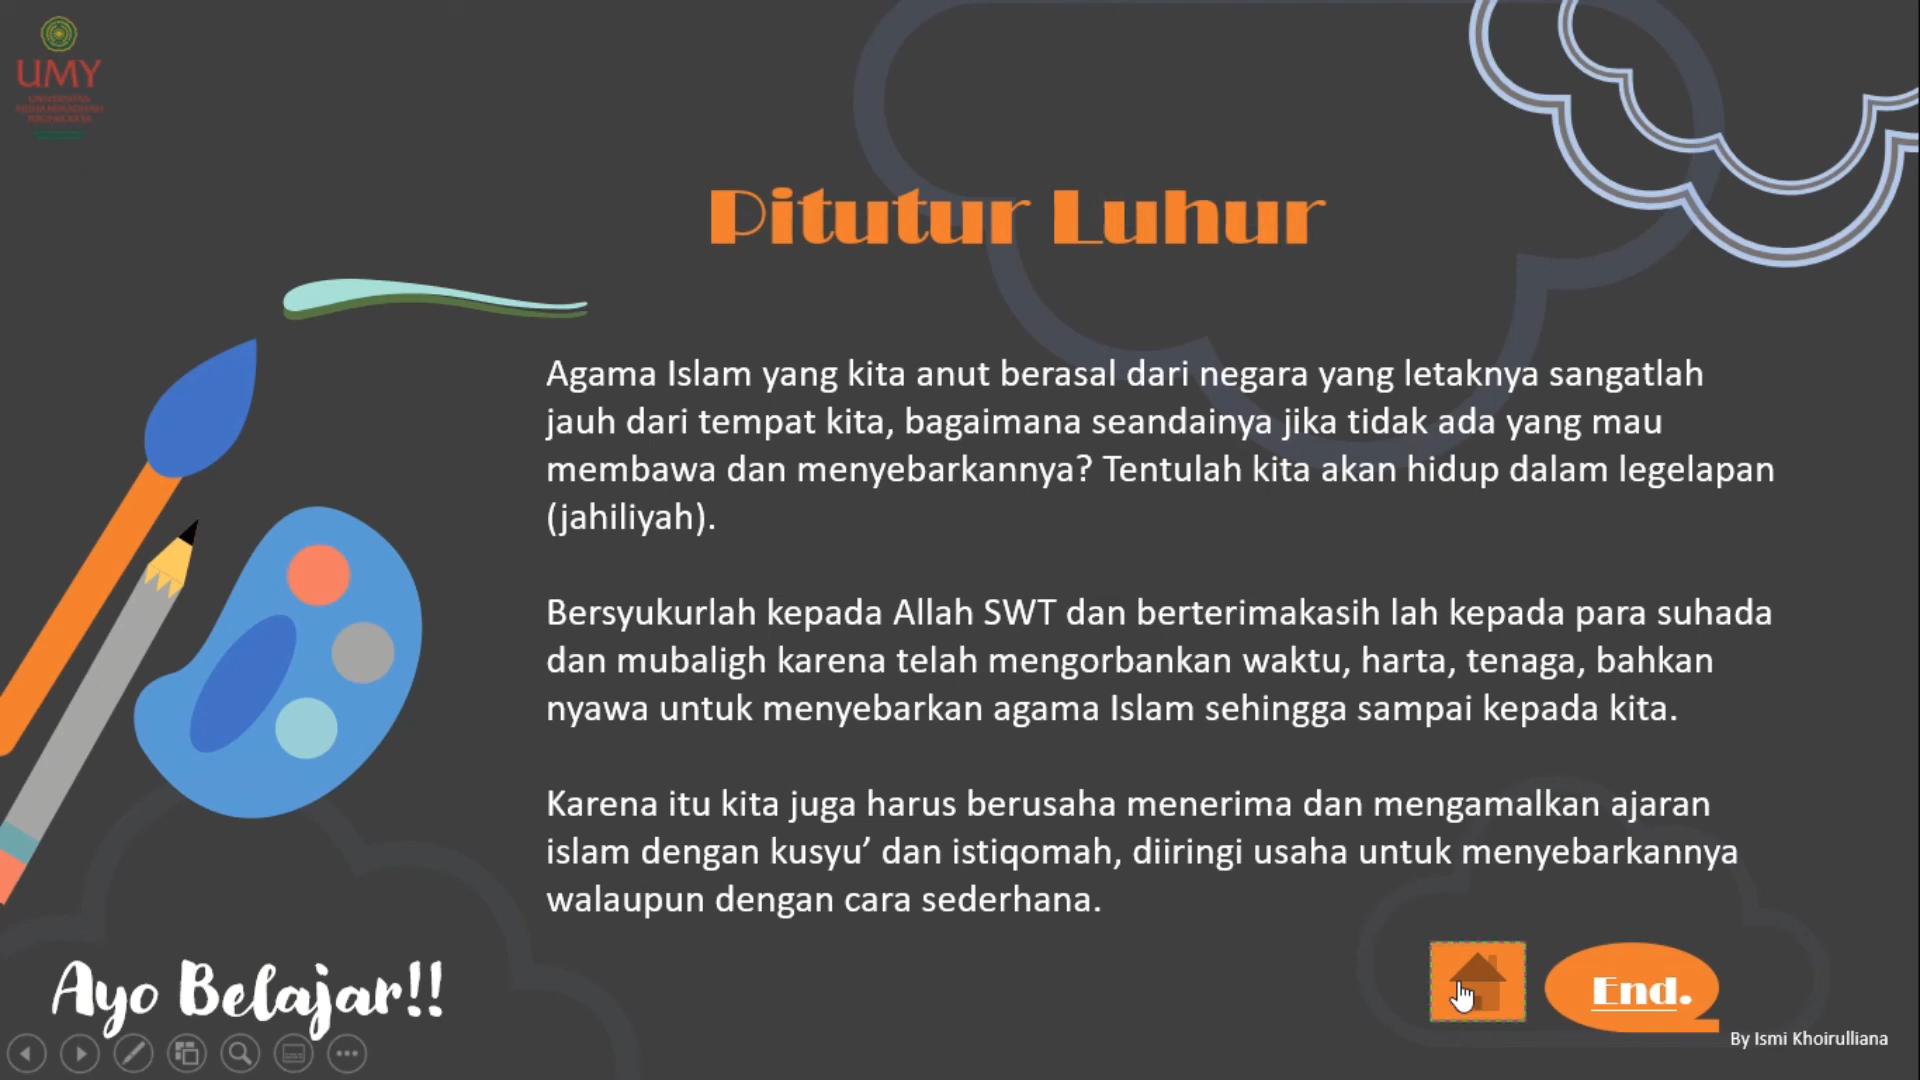 UMY
UNIVERSITAS
MUHAMMADIYAH
YOGYAKARTA
Pitutur Luhur
Agama Islam yang kita anut berasal dari negara yang letaknya sangatlah
jauh dari tempat kita, bagaimana seandainya jika tidak ada yang mau
membawa dan menyebarkannya? Tentulah kita akan hidup dalam legelapan
(jahiliyah).
Bersyukurlah kepada Allah SWT dan berterimakasih lah kepada para suhada
dan mubaligh karena telah mengorbankan waktu, harta, tenaga, bahkan
nyawa untuk menyebarkan agama Islam sehingga sampai kepada kita.
Karena itu kita juga harus berusaha menerima dan mengamalkan ajaran
islam dengan kusyu’ dan istiqomah, diiringi usaha untuk menyebarkannya
walaupun dengan cara sederhana.
Ayo Belajar!!
End.
By Ismi Khoirulliana